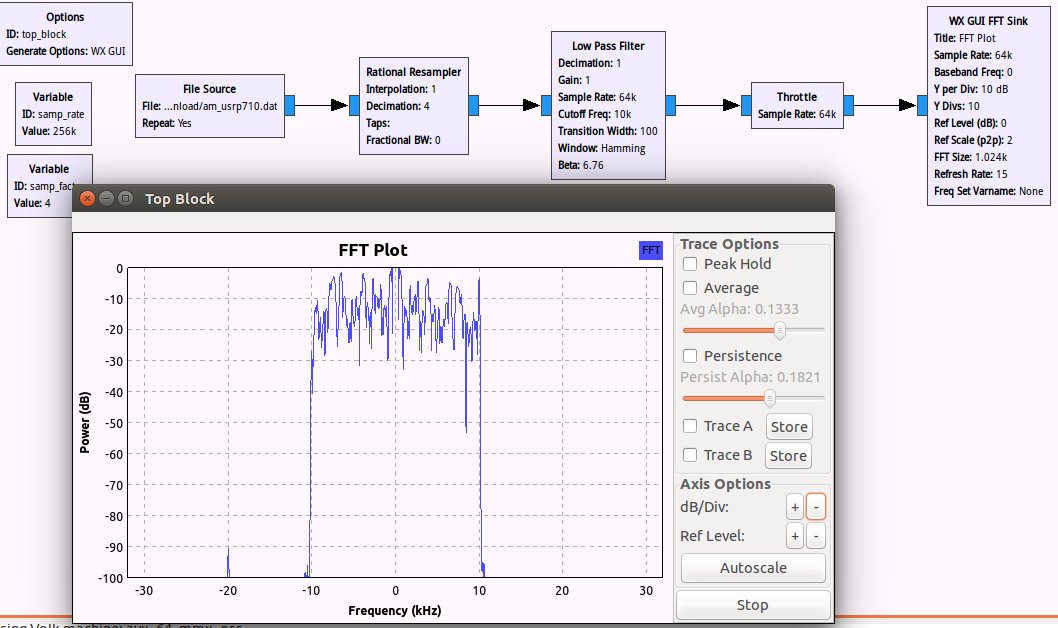 Options
ID: top_block
Generate Options: WX GUI
Variable
ID: samp_rate
Value: 256k
Variable
ID: samp_fac
Value: 4
File Source
File: ...nload/am_usrp710.dat
Repeat: Yes
Rational Resampler
Interpolation: 1
Decimation: 4
Taps:
Fractional BW: 0
Low Pass Filter
Decimation: 1
Gain: 1
Sample Rate: 64k
Cutoff Freq: 10k
Transition Width: 100
Window: Hamming
Beta: 6.76
Throttle
Sample Rate: 64k
WX GUI FFT Sink
Title: FFT Plot
Sample Rate: 64k
Baseband Freq: 0
Y per Div: 10 dB
Y Divs: 10
Ref Level (dB): 0
Ref Scale (p2p): 2
FFT Size: 1.024k
Refresh Rate: 15
Freq Set Varname: None
Top Block
FFT Plot
FFT
0
-10
-20
-30
-40
-50
-60
-70
-80
-90
-100
Power (dB)
-30
-20
-10
0
10
20
30
Frequency (kHz)
Trace Options
Peak Hold
Average
Avg Alpha: 0.1333
Persistence
Persist Alpha: 0.1821
Trace A
Store
Trace B
Store
Axis Options
dB/Div:
+
-
Ref Level:
+
-
Autoscale
Stop